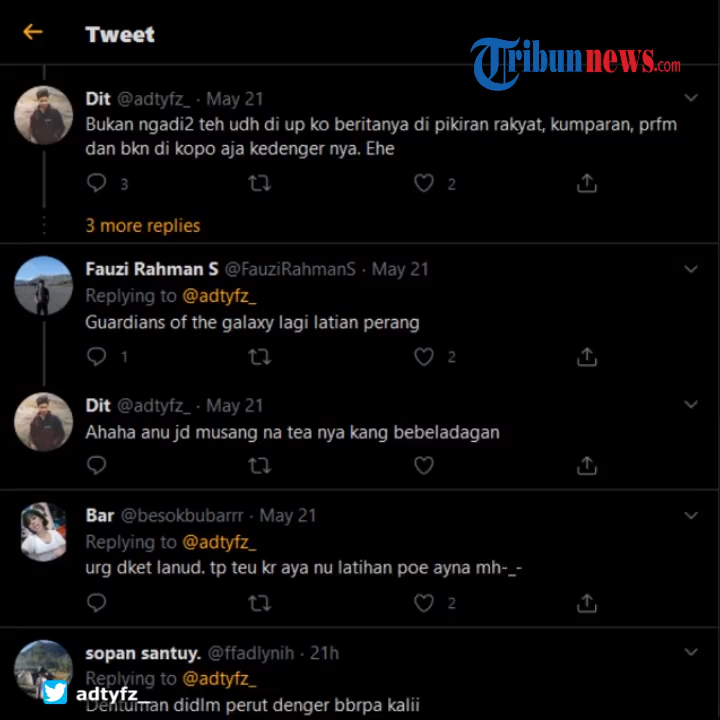 Tweet
Tribunnews.com
Dit @adtyfz_ · May 21
Bukan ngadi2 teh udh di up ko beritanya di pikiran rakyat, kumparan, prfm
dan bkn di kopo aja kedenger nya. Ehe
3 2
3 more replies
Fauzi Rahman S @FauziRahmanS · May 21
Replying to @adtyfz_
Guardians of the galaxy lagi latian perang
1 2
Dit @adtyfz_ · May 21
Ahaha anu jd musang na tea nya kang bebeladagan
Bar @besokbubarrr · May 21
Replying to @adtyfz_
urg dket lanud. tp teu kr aya nu latihan poe ayna mh-_-
2
sopan santuy. @ffadlynih · 21h
Replying to @adtyfz_
adtyfz_
Dentuman didlm perut denger bbrpa kalii